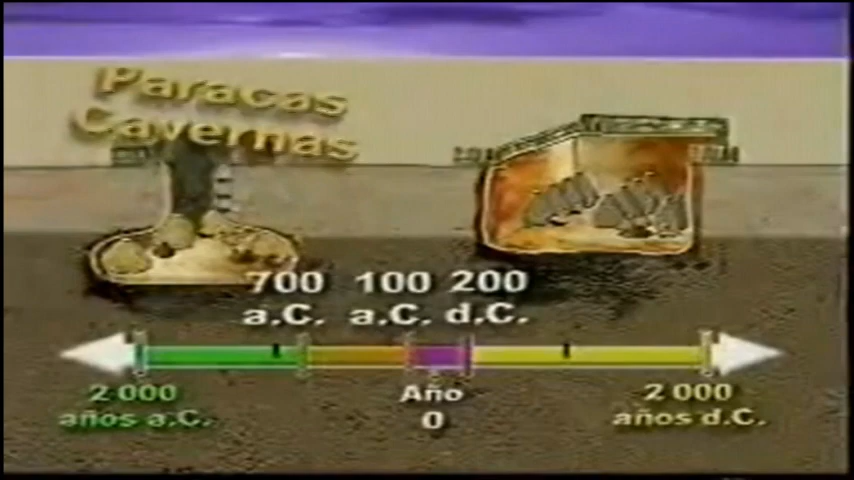 Paracas
Cavernas
700 100 200
a.C. a.C. d.C.
2 000 Año 2 000
años a.C. 0 años d.C.